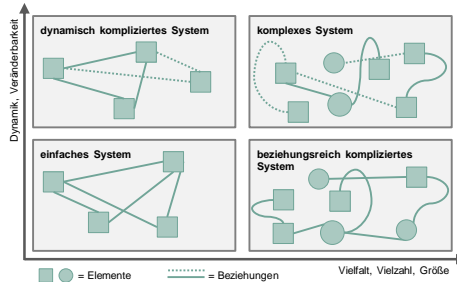 Dynamik, Veränderbarkeit
dynamisch kompliziertes System
komplexes System
einfaches System
beziehungsreich kompliziertes
System
= Elemente
= Beziehungen
Vielfalt, Vielzahl, Größe